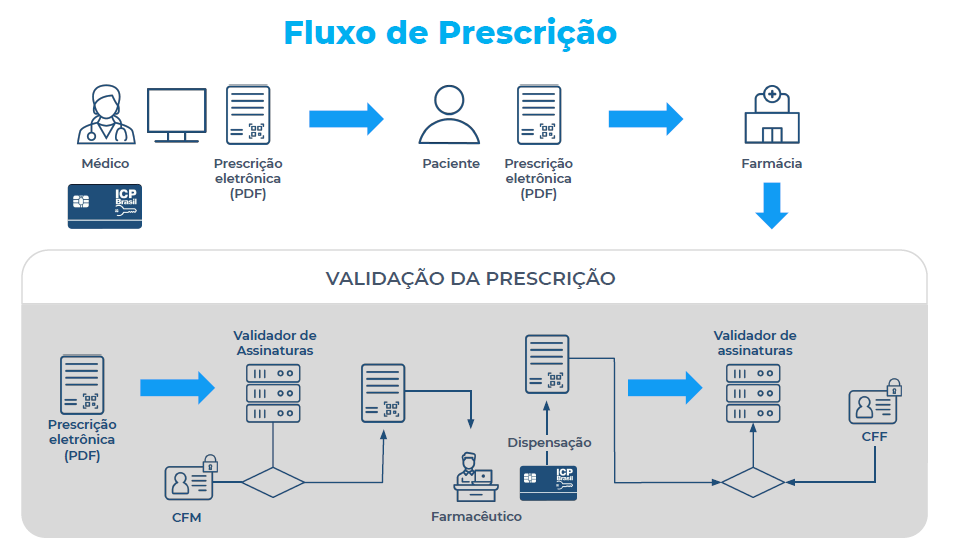 Fluxo de Prescrição
Médico
Prescrição
eletrônica
(PDF)
Paciente
Prescrição
eletrônica
(PDF)
Farmácia
ICP
Brasil
VALIDAÇÃO DA PRESCRIÇÃO
Prescrição
eletrônica
(PDF)
Validador de
Assinaturas
CFM
Farmacêutico
Dispensação
ICP
Brasil
Validador de
assinaturas
CFF